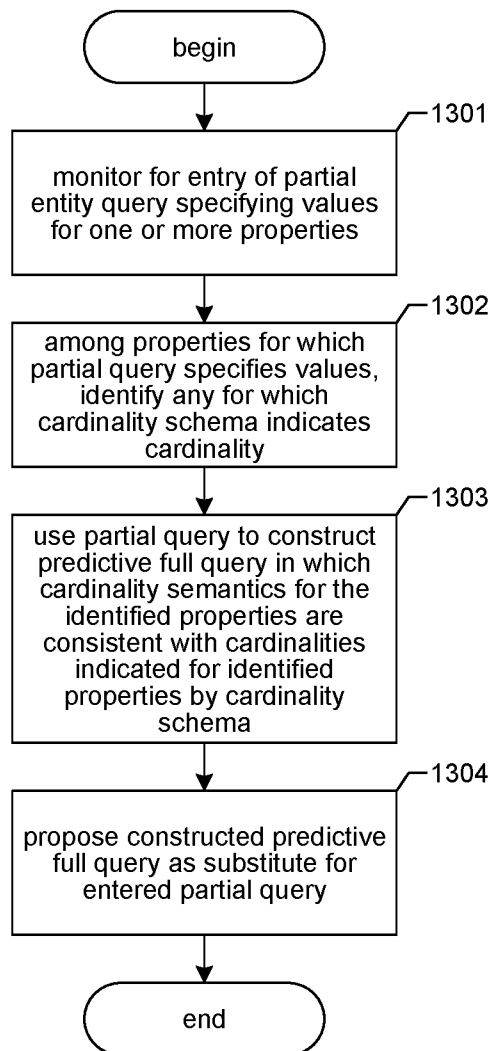 begin
1301
monitor for entry of partial
entity query specifying values
for one or more properties
1302
among properties for which
partial query specifies values,
identify any for which
cardinality schema indicates
cardinality
1303
use partial query to construct
predictive full query in which
cardinality semantics for the
identified properties are
consistent with cardinalities
indicated for identified
properties by cardinality
schema
1304
propose constructed predictive
full query as substitute for
entered partial query
end